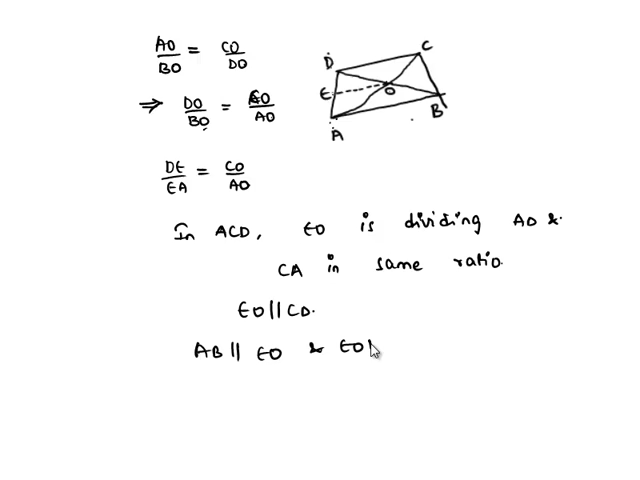 AO/BO = CO/DO
⇒ DO/BO = CO/AO
DE/EA = CO/AO
In ACD, EO is dividing AD &
CA in same ratio.
EO||CD.
AB|| EO & EO|
D
C
E
O
A
B